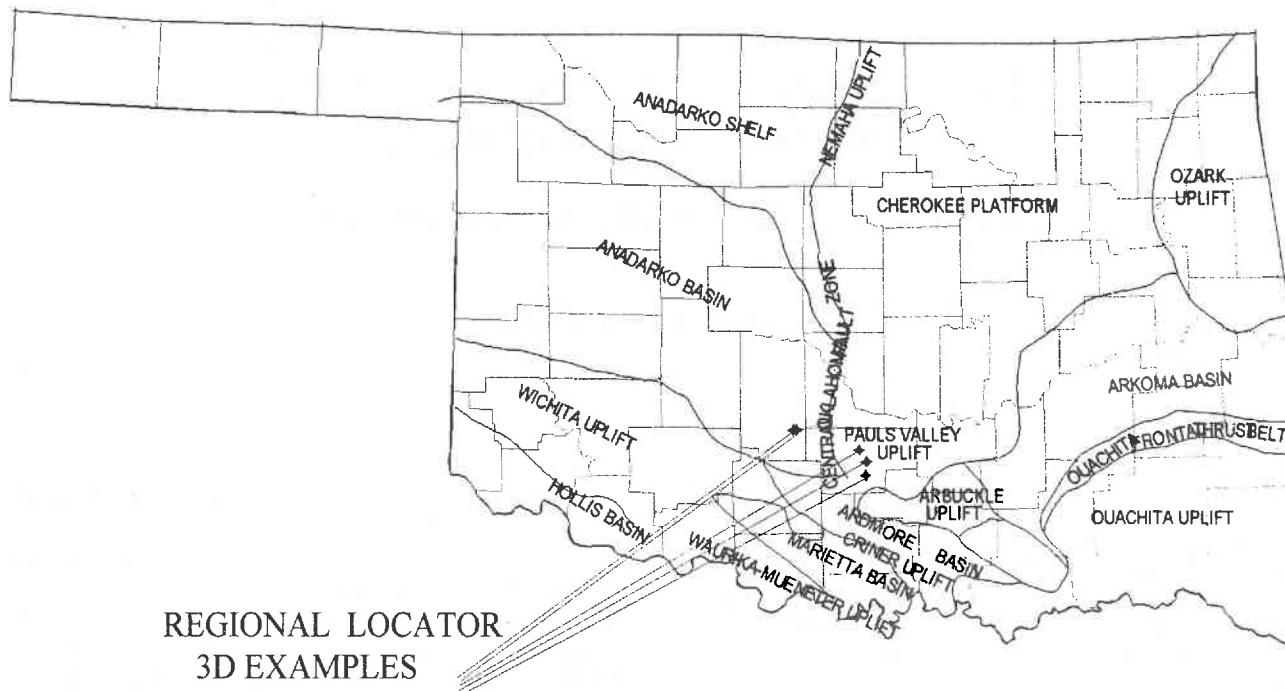 NEMAHA UPLIFT
ANADARKO SHELF
OZARK
UPLIFT
CHEROKEE PLATFORM
ANADARKO BASIN
CENTRAL OKLAHOMA FAULT ZONE
ARKOMA BASIN
WICHITA UPLIFT
PAULS VALLEY
UPLIFT
OUACHITA FRONTAL THRUST BELT
HOLLIS BASIN
ARBUCKLE
UPLIFT
OUACHITA UPLIFT
ARDMORE BASIN
CRINER UPLIFT
MARIETTA BASIN
WAURIKA-MUENSTER UPLIFT
REGIONAL LOCATOR
3D EXAMPLES